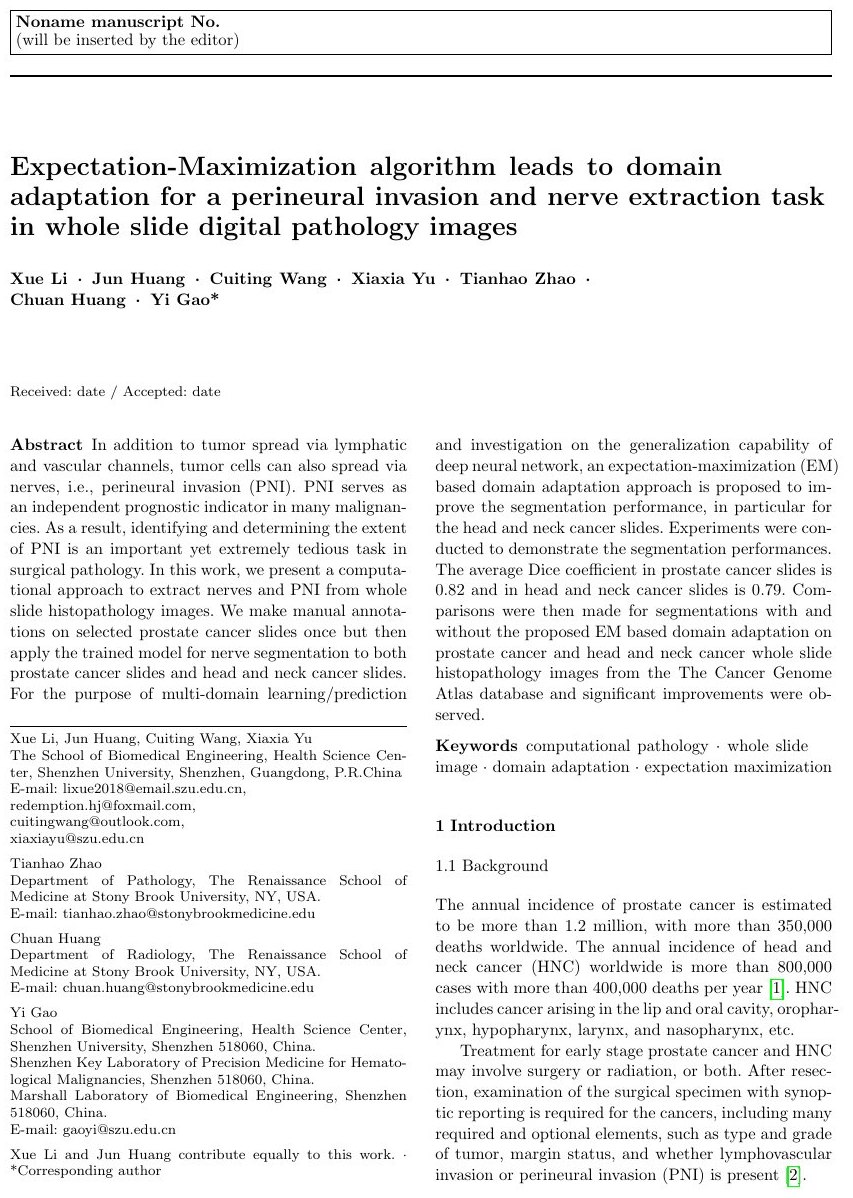 Noname manuscript No.
(will be inserted by the editor)
Expectation-Maximization algorithm leads to domain
adaptation for a perineural invasion and nerve extraction task
in whole slide digital pathology images
Xue Li · Jun Huang · Cuiting Wang · Xiaxia Yu · Tianhao Zhao ·
Chuan Huang · Yi Gao*
Received: date / Accepted: date
Abstract In addition to tumor spread via lymphatic
and vascular channels, tumor cells can also spread via
nerves, i.e., perineural invasion (PNI). PNI serves as
an independent prognostic indicator in many malignan-
cies. As a result, identifying and determining the extent
of PNI is an important yet extremely tedious task in
surgical pathology. In this work, we present a computa-
tional approach to extract nerves and PNI from whole
slide histopathology images. We make manual annota-
tions on selected prostate cancer slides once but then
apply the trained model for nerve segmentation to both
prostate cancer slides and head and neck cancer slides.
For the purpose of multi-domain learning/prediction
Xue Li, Jun Huang, Cuiting Wang, Xiaxia Yu
The School of Biomedical Engineering, Health Science Cen-
ter, Shenzhen University, Shenzhen, Guangdong, P.R.China
E-mail: lixue2018@email.szu.edu.cn,
redemption.hj@foxmail.com,
cuitingwang@outlook.com,
xiaxiayu@szu.edu.cn
Tianhao Zhao
Department of Pathology, The Renaissance School of
Medicine at Stony Brook University, NY, USA.
E-mail: tianhao.zhao@stonybrookmedicine.edu
Chuan Huang
Department of Radiology, The Renaissance School of
Medicine at Stony Brook University, NY, USA.
E-mail: chuan.huang@stonybrookmedicine.edu
Yi Gao
School of Biomedical Engineering, Health Science Center,
Shenzhen University, Shenzhen 518060, China.
Shenzhen Key Laboratory of Precision Medicine for Hemato-
logical Malignancies, Shenzhen 518060, China.
Marshall Laboratory of Biomedical Engineering, Shenzhen
518060, China.
E-mail: gaoyi@szu.edu.cn
Xue Li and Jun Huang contribute equally to this work. ·
*Corresponding author
and investigation on the generalization capability of
deep neural network, an expectation-maximization (EM)
based domain adaptation approach is proposed to im-
prove the segmentation performance, in particular for
the head and neck cancer slides. Experiments were con-
ducted to demonstrate the segmentation performances.
The average Dice coefficient in prostate cancer slides is
0.82 and in head and neck cancer slides is 0.79. Com-
parisons were then made for segmentations with and
without the proposed EM based domain adaptation on
prostate cancer and head and neck cancer whole slide
histopathology images from the The Cancer Genome
Atlas database and significant improvements were ob-
served.
Keywords computational pathology · whole slide
image · domain adaptation · expectation maximization
1 Introduction
1.1 Background
The annual incidence of prostate cancer is estimated
to be more than 1.2 million, with more than 350,000
deaths worldwide. The annual incidence of head and
neck cancer (HNC) worldwide is more than 800,000
cases with more than 400,000 deaths per year [1]. HNC
includes cancer arising in the lip and oral cavity, orophar-
ynx, hypopharynx, larynx, and nasopharynx, etc.
Treatment for early stage prostate cancer and HNC
may involve surgery or radiation, or both. After resec-
tion, examination of the surgical specimen with synop-
tic reporting is required for the cancers, including many
required and optional elements, such as type and grade
of tumor, margin status, and whether lymphovascular
invasion or perineural invasion (PNI) is present [2].